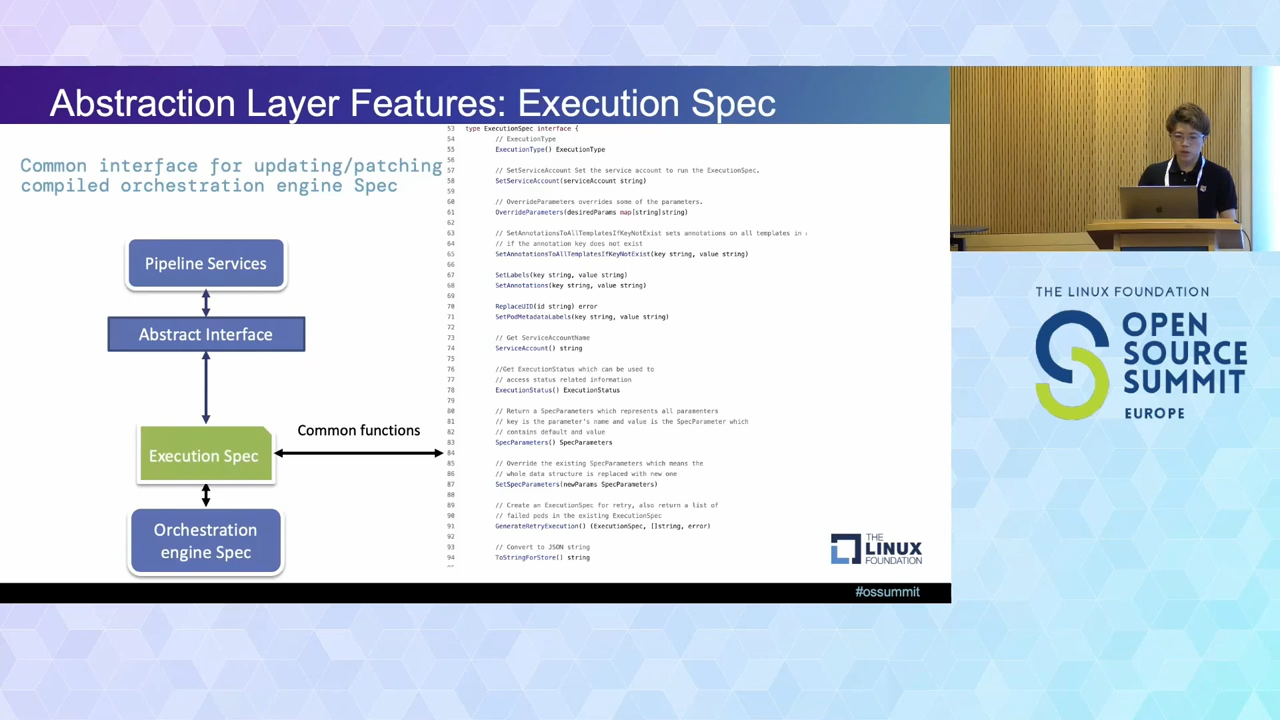 Abstraction Layer Features: Execution Spec
Common interface for updating/patching
compiled orchestration engine Spec
Pipeline Services
Abstract Interface
Execution Spec
Common functions
Orchestration
engine Spec
53 type ExecutionSpec interface {
54 // ExecutionType
55 ExecutionType() ExecutionType
56
57 // SetServiceAccount Set the service account to run the ExecutionSpec.
58 SetServiceAccount(serviceAccount string)
59
60 // OverrideParameters overrides some of the parameters.
61 OverrideParameters(desiredParams map[string]string)
62
63 // SetAnnotationsToAllTemplatesIfKeyNotExist sets annotations on all templates in
64 // if the annotation key does not exist
65 SetAnnotationsToAllTemplatesIfKeyNotExist(key string, value string)
66
67 SetLabels(key string, value string)
68 SetAnnotations(key string, value string)
69
70 ReplaceUID(id string) error
71 SetPodMetadataLabels(key string, value string)
72
73 // Get ServiceAccountName
74 ServiceAccount() string
75
76 //Get ExecutionStatus which can be used to
77 // access status related information
78 ExecutionStatus() ExecutionStatus
79
80 // Return a SpecParameters which represents all paramenters
81 // key is the parameter's name and value is the SpecParameter which
82 // contains default and value
83 SpecParameters() SpecParameters
84
85 // Override the existing SpecParameters which means the
86 // whole data structure is replaced with new one
87 SetSpecParameters(newParams SpecParameters)
88
89 // Create an ExecutionSpec for retry, also return a list of
90 // failed pods in the existing ExecutionSpec
91 GenerateRetryExecution() (ExecutionSpec, []string, error)
92
93 // Convert to JSON string
94 ToStringForStore() string
THE
LINUX
FOUNDATION
#ossummit
THE LINUX FOUNDATION
OPEN
SOURCE
SUMMIT
EUROPE